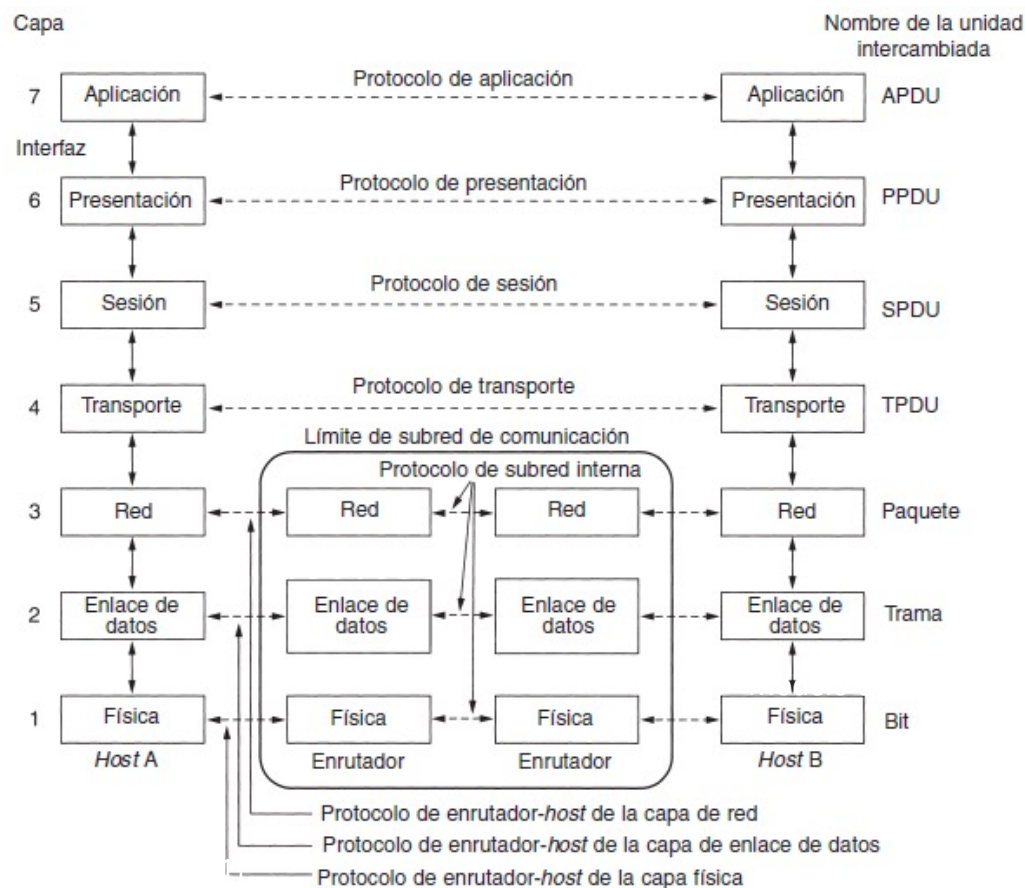 Capa
Nombre de la unidad
intercambiada
Protocolo de aplicación
7 Aplicación Aplicación APDU
Interfaz
Protocolo de presentación
6 Presentación Presentación PPDU
Protocolo de sesión
5 Sesión Sesión SPDU
Protocolo de transporte
4 Transporte Transporte TPDU
Límite de subred de comunicación
Protocolo de subred interna
3 Red Red Red Red Paquete
2 Enlace de datos Enlace de datos Enlace de datos Enlace de datos Trama
1 Física Física Física Física Bit
Host A Enrutador Enrutador Host B
Protocolo de enrutador-host de la capa de red
Protocolo de enrutador-host de la capa de enlace de datos
Protocolo de enrutador-host de la capa física